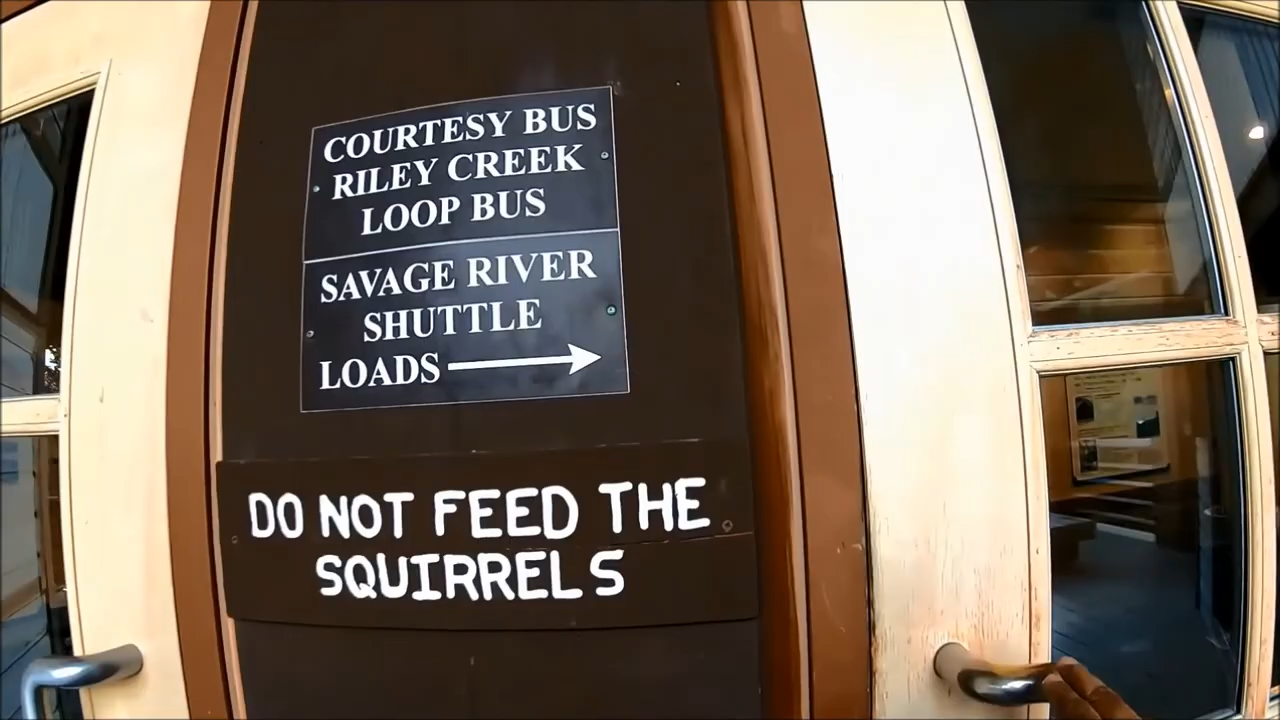 COURTESY BUS
RILEY CREEK
LOOP BUS
SAVAGE RIVER
SHUTTLE
LOADS
DO NOT FEED THE
SQUIRRELS